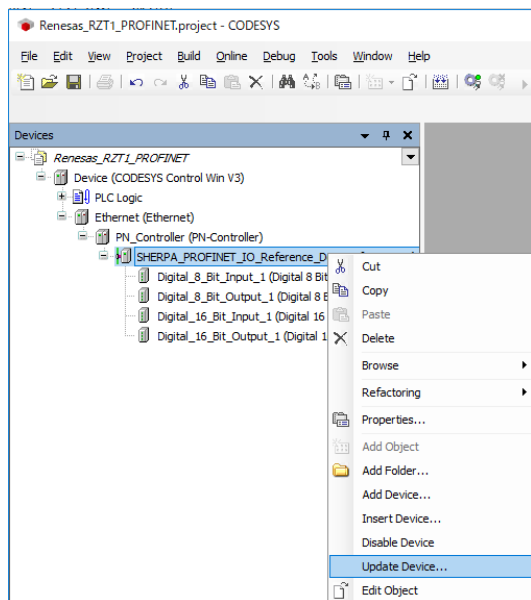 Renesas_RZT1_PROFINET.project - CODESYS
File Edit View Project Build Online Debug Tools Window Help
Devices
Renesas_RZT1_PROFINET
Device (CODESYS Control Win V3)
PLC Logic
Ethernet (Ethernet)
PN_Controller (PN-Controller)
SHERPA_PROFINET_IO_Reference_D
Digital_8_Bit_Input_1 (Digital 8 Bit
Digital_8_Bit_Output_1 (Digital 8 B
Digital_16_Bit_Input_1 (Digital 16
Digital_16_Bit_Output_1 (Digital 1
Cut
Copy
Paste
Delete
Browse
Refactoring
Properties...
Add Object
Add Folder...
Add Device...
Insert Device...
Disable Device
Update Device...
Edit Object